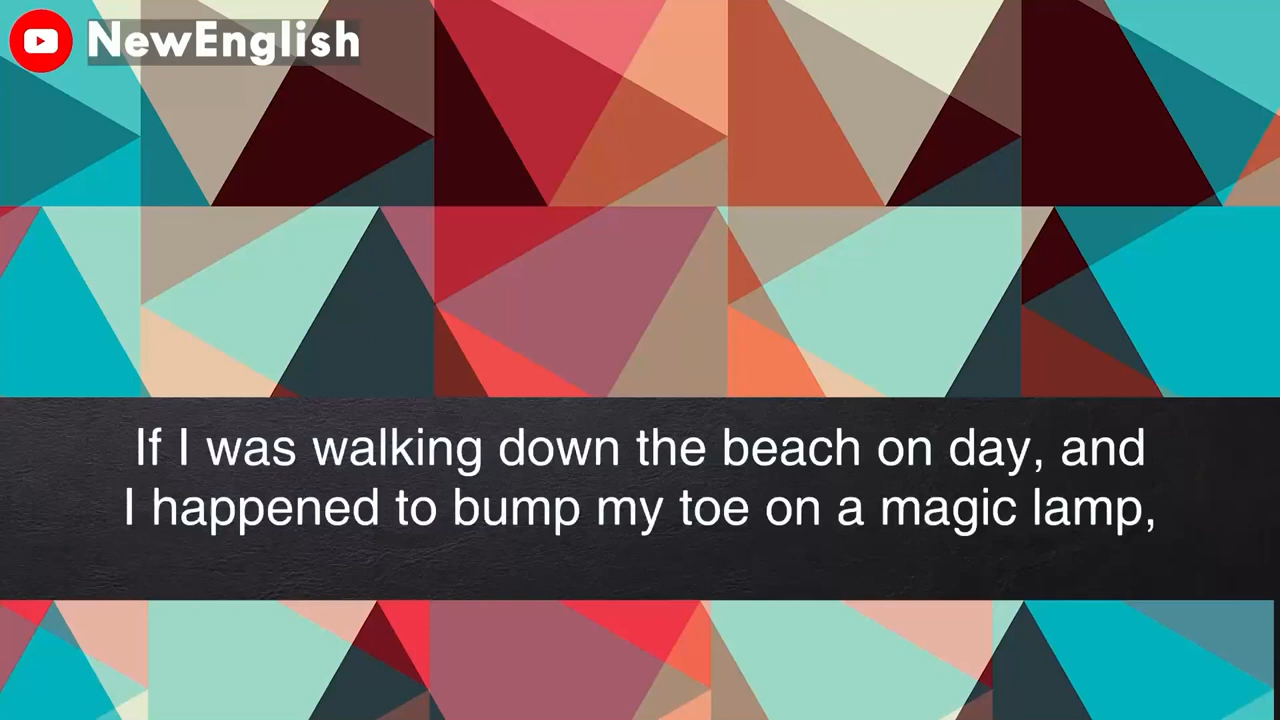 NewEnglish
If I was walking down the beach on day, and
I happened to bump my toe on a magic lamp,